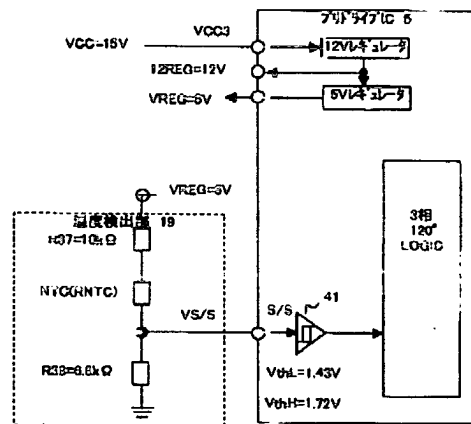 プリドライブIC 5
VCC=15V
VCC3
12Vレギュレータ
12REG=12V
VREG=5V
5Vレギュレータ
VREG=5V
温度検出部 19
R37=10kΩ
NTC(RNTC)
VS/S
S/S
41
R38=6.8kΩ
VthL=1.43V
VthH=1.72V
3相
120°
LOGIC